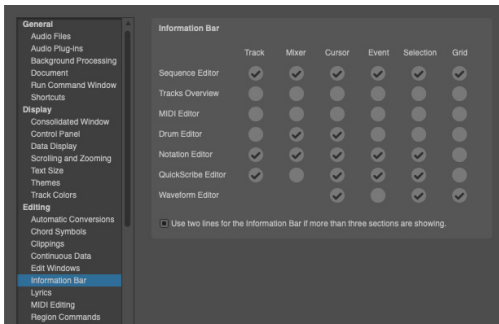 General
Audio Files
Audio Plug-ins
Background Processing
Document
Run Command Window
Shortcuts
Display
Consolidated Window
Control Panel
Data Display
Scrolling and Zooming
Text Size
Themes
Track Colors
Editing
Automatic Conversions
Chord Symbols
Clippings
Continuous Data
Edit Windows
Information Bar
Lyrics
MIDI Editing
Region Commands
Information Bar
Track Mixer Cursor Event Selection Grid
Sequence Editor
Tracks Overview
MIDI Editor
Drum Editor
Notation Editor
QuickScribe Editor
Waveform Editor
Use two lines for the Information Bar if more than three sections are showing.